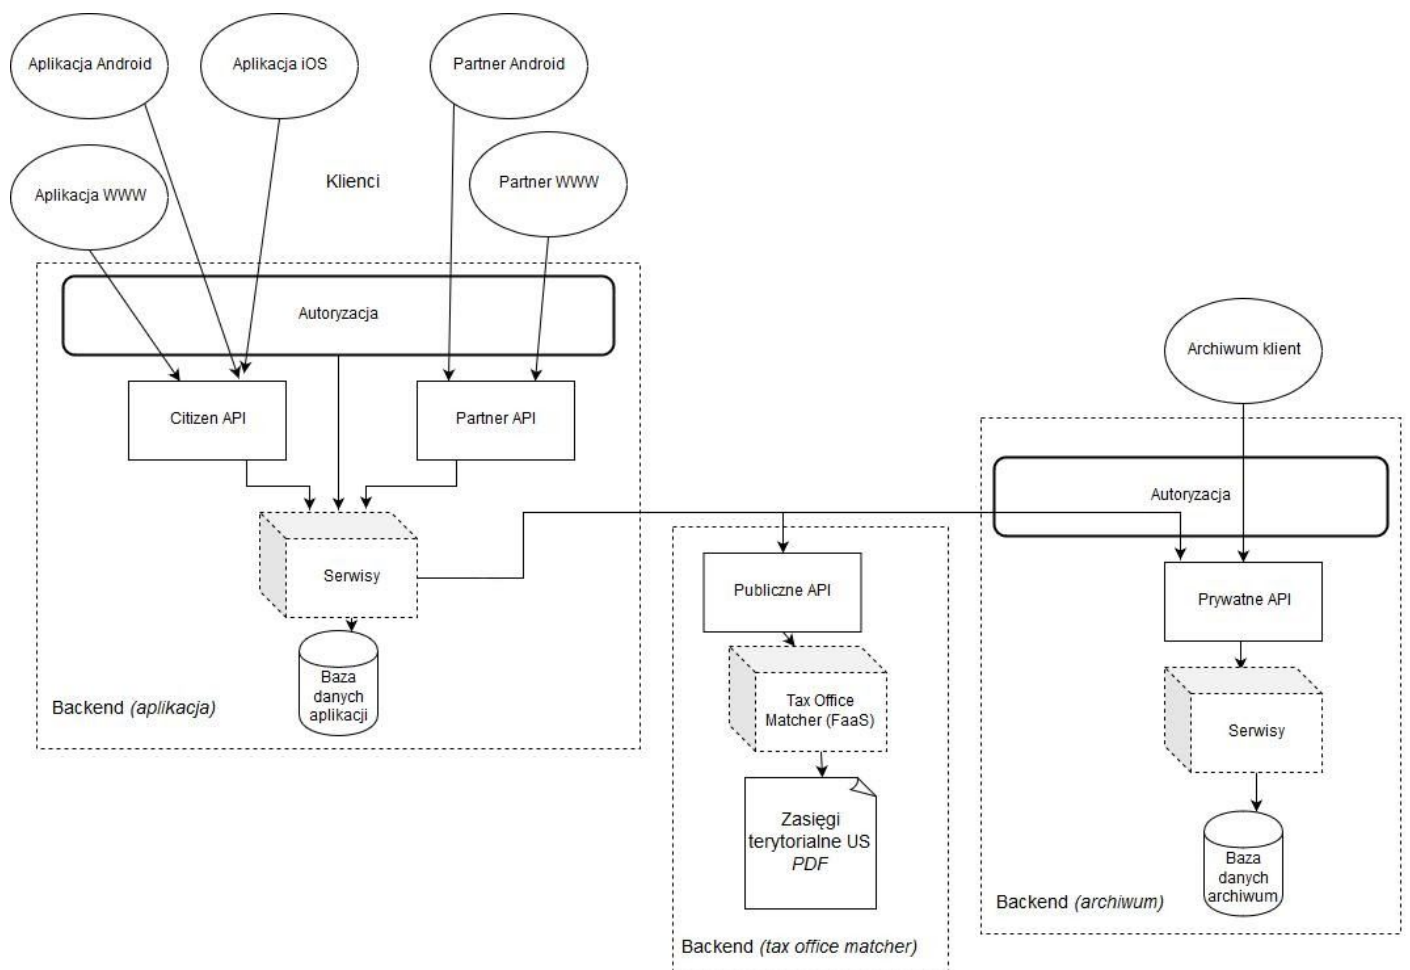 Aplikacja Android
Aplikacja iOS
Partner Android
Aplikacja WWW
Klienci
Partner WWW
Autoryzacja
Citizen API
Partner API
Serwisy
Baza
danych
aplikacji
Backend (aplikacja)
Publiczne API
Tax Office
Matcher (FaaS)
Zasięgi
terytorialne US
PDF
Backend (tax office matcher)
Archiwum klient
Autoryzacja
Prywatne API
Serwisy
Baza
danych
archiwum
Backend (archiwum)